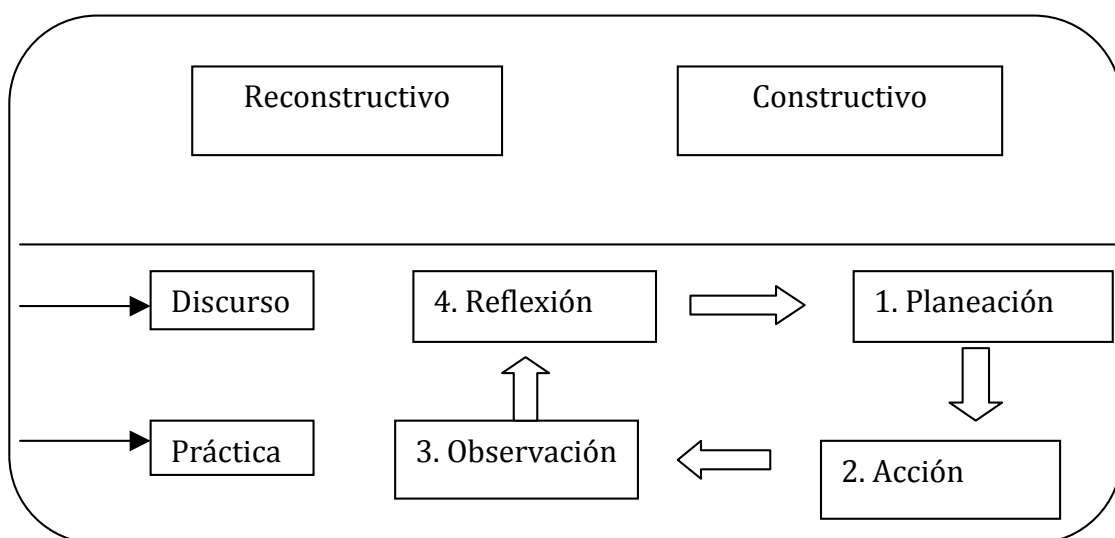 Reconstructivo
Constructivo
Discurso
4. Reflexión
1. Planeación
Práctica
3. Observación
2. Acción